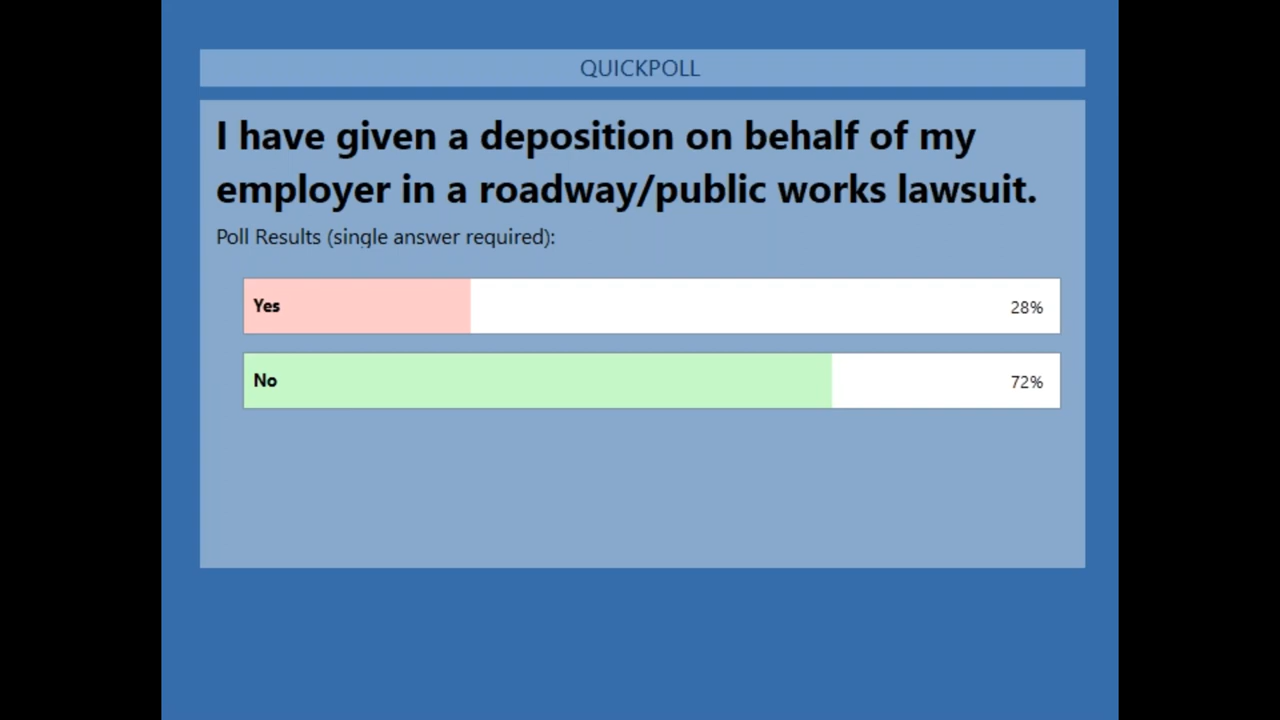 QUICKPOLL
I have given a deposition on behalf of my
employer in a roadway/public works lawsuit.
Poll Results (single answer required):
Yes 28%
No 72%